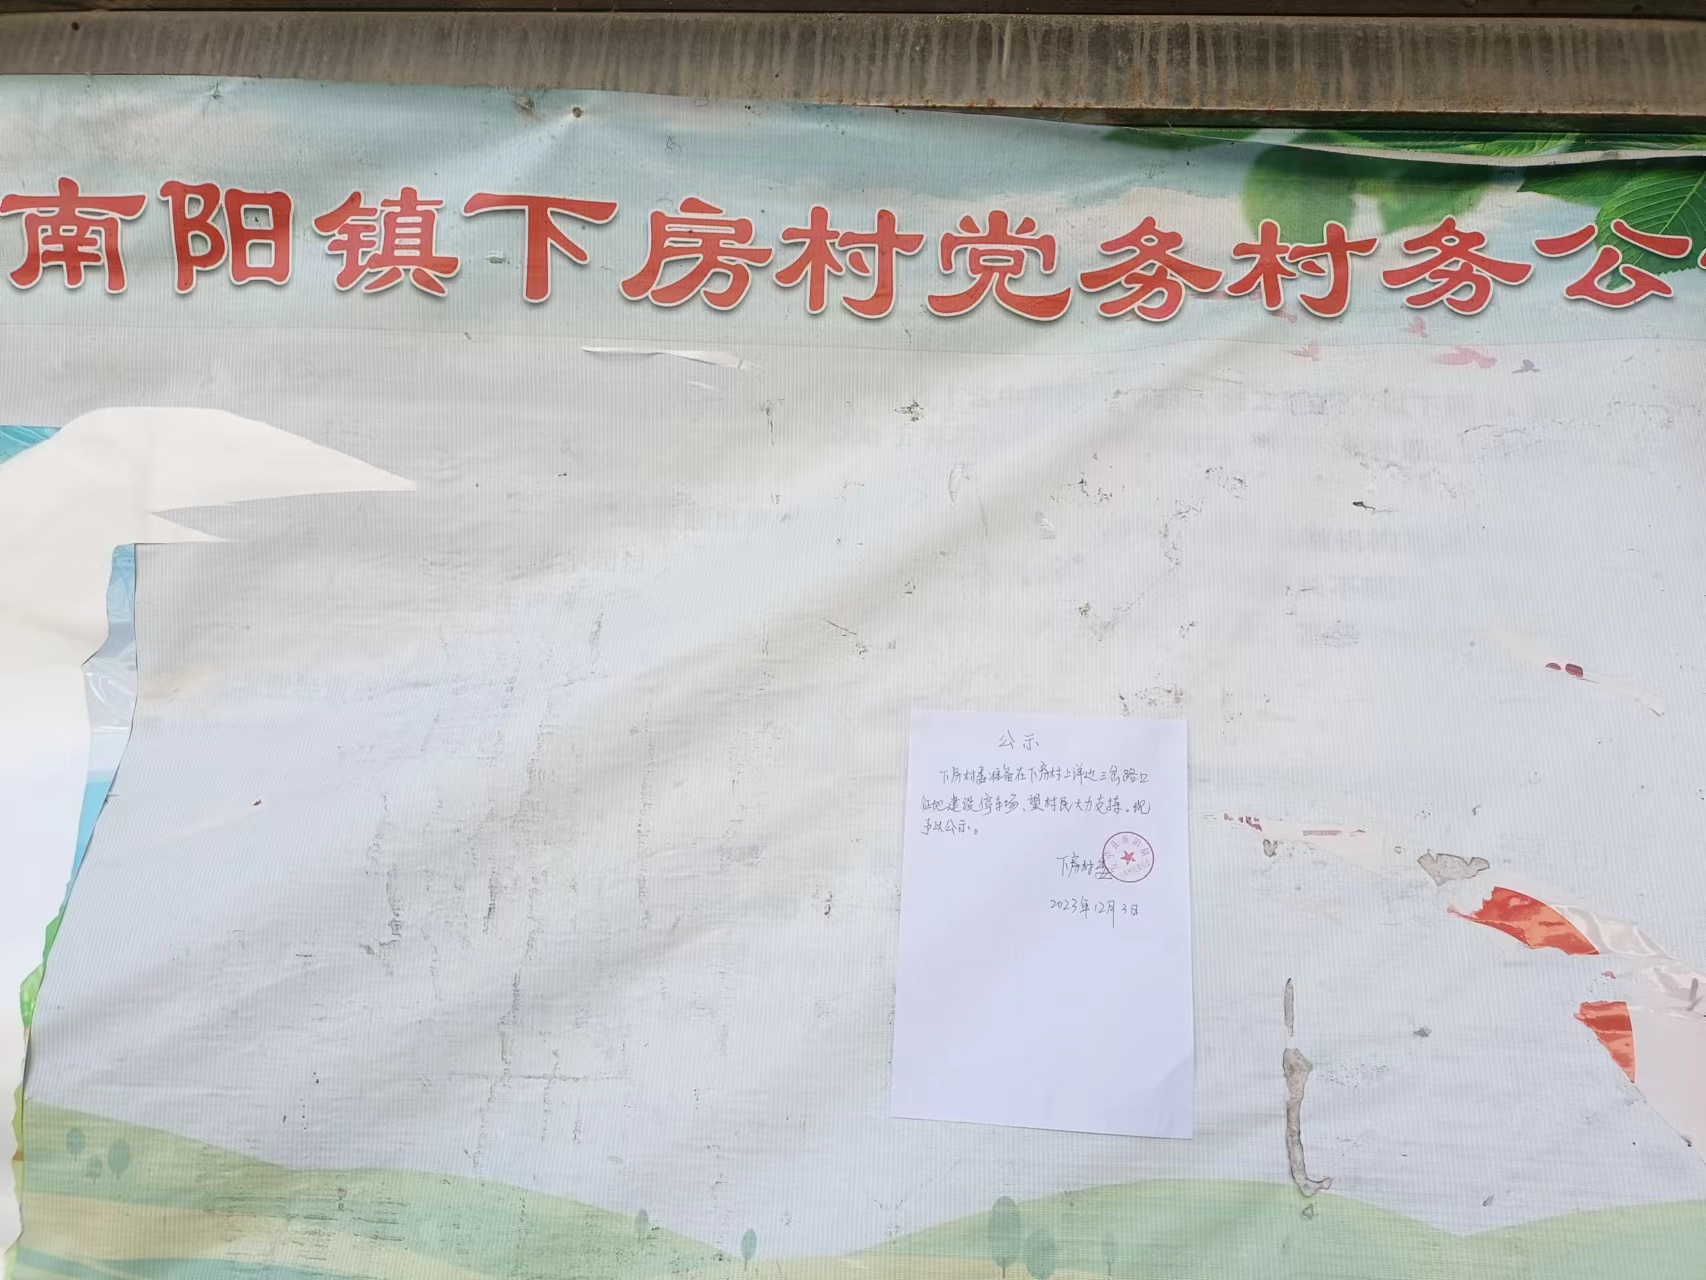 南阳镇下房村党务村务公
公示
下房村委准备在下房村上洋边三岔路口
征地建设停车场，望村民大力支持。现
予以公示。
下房村委
2023年12月3日